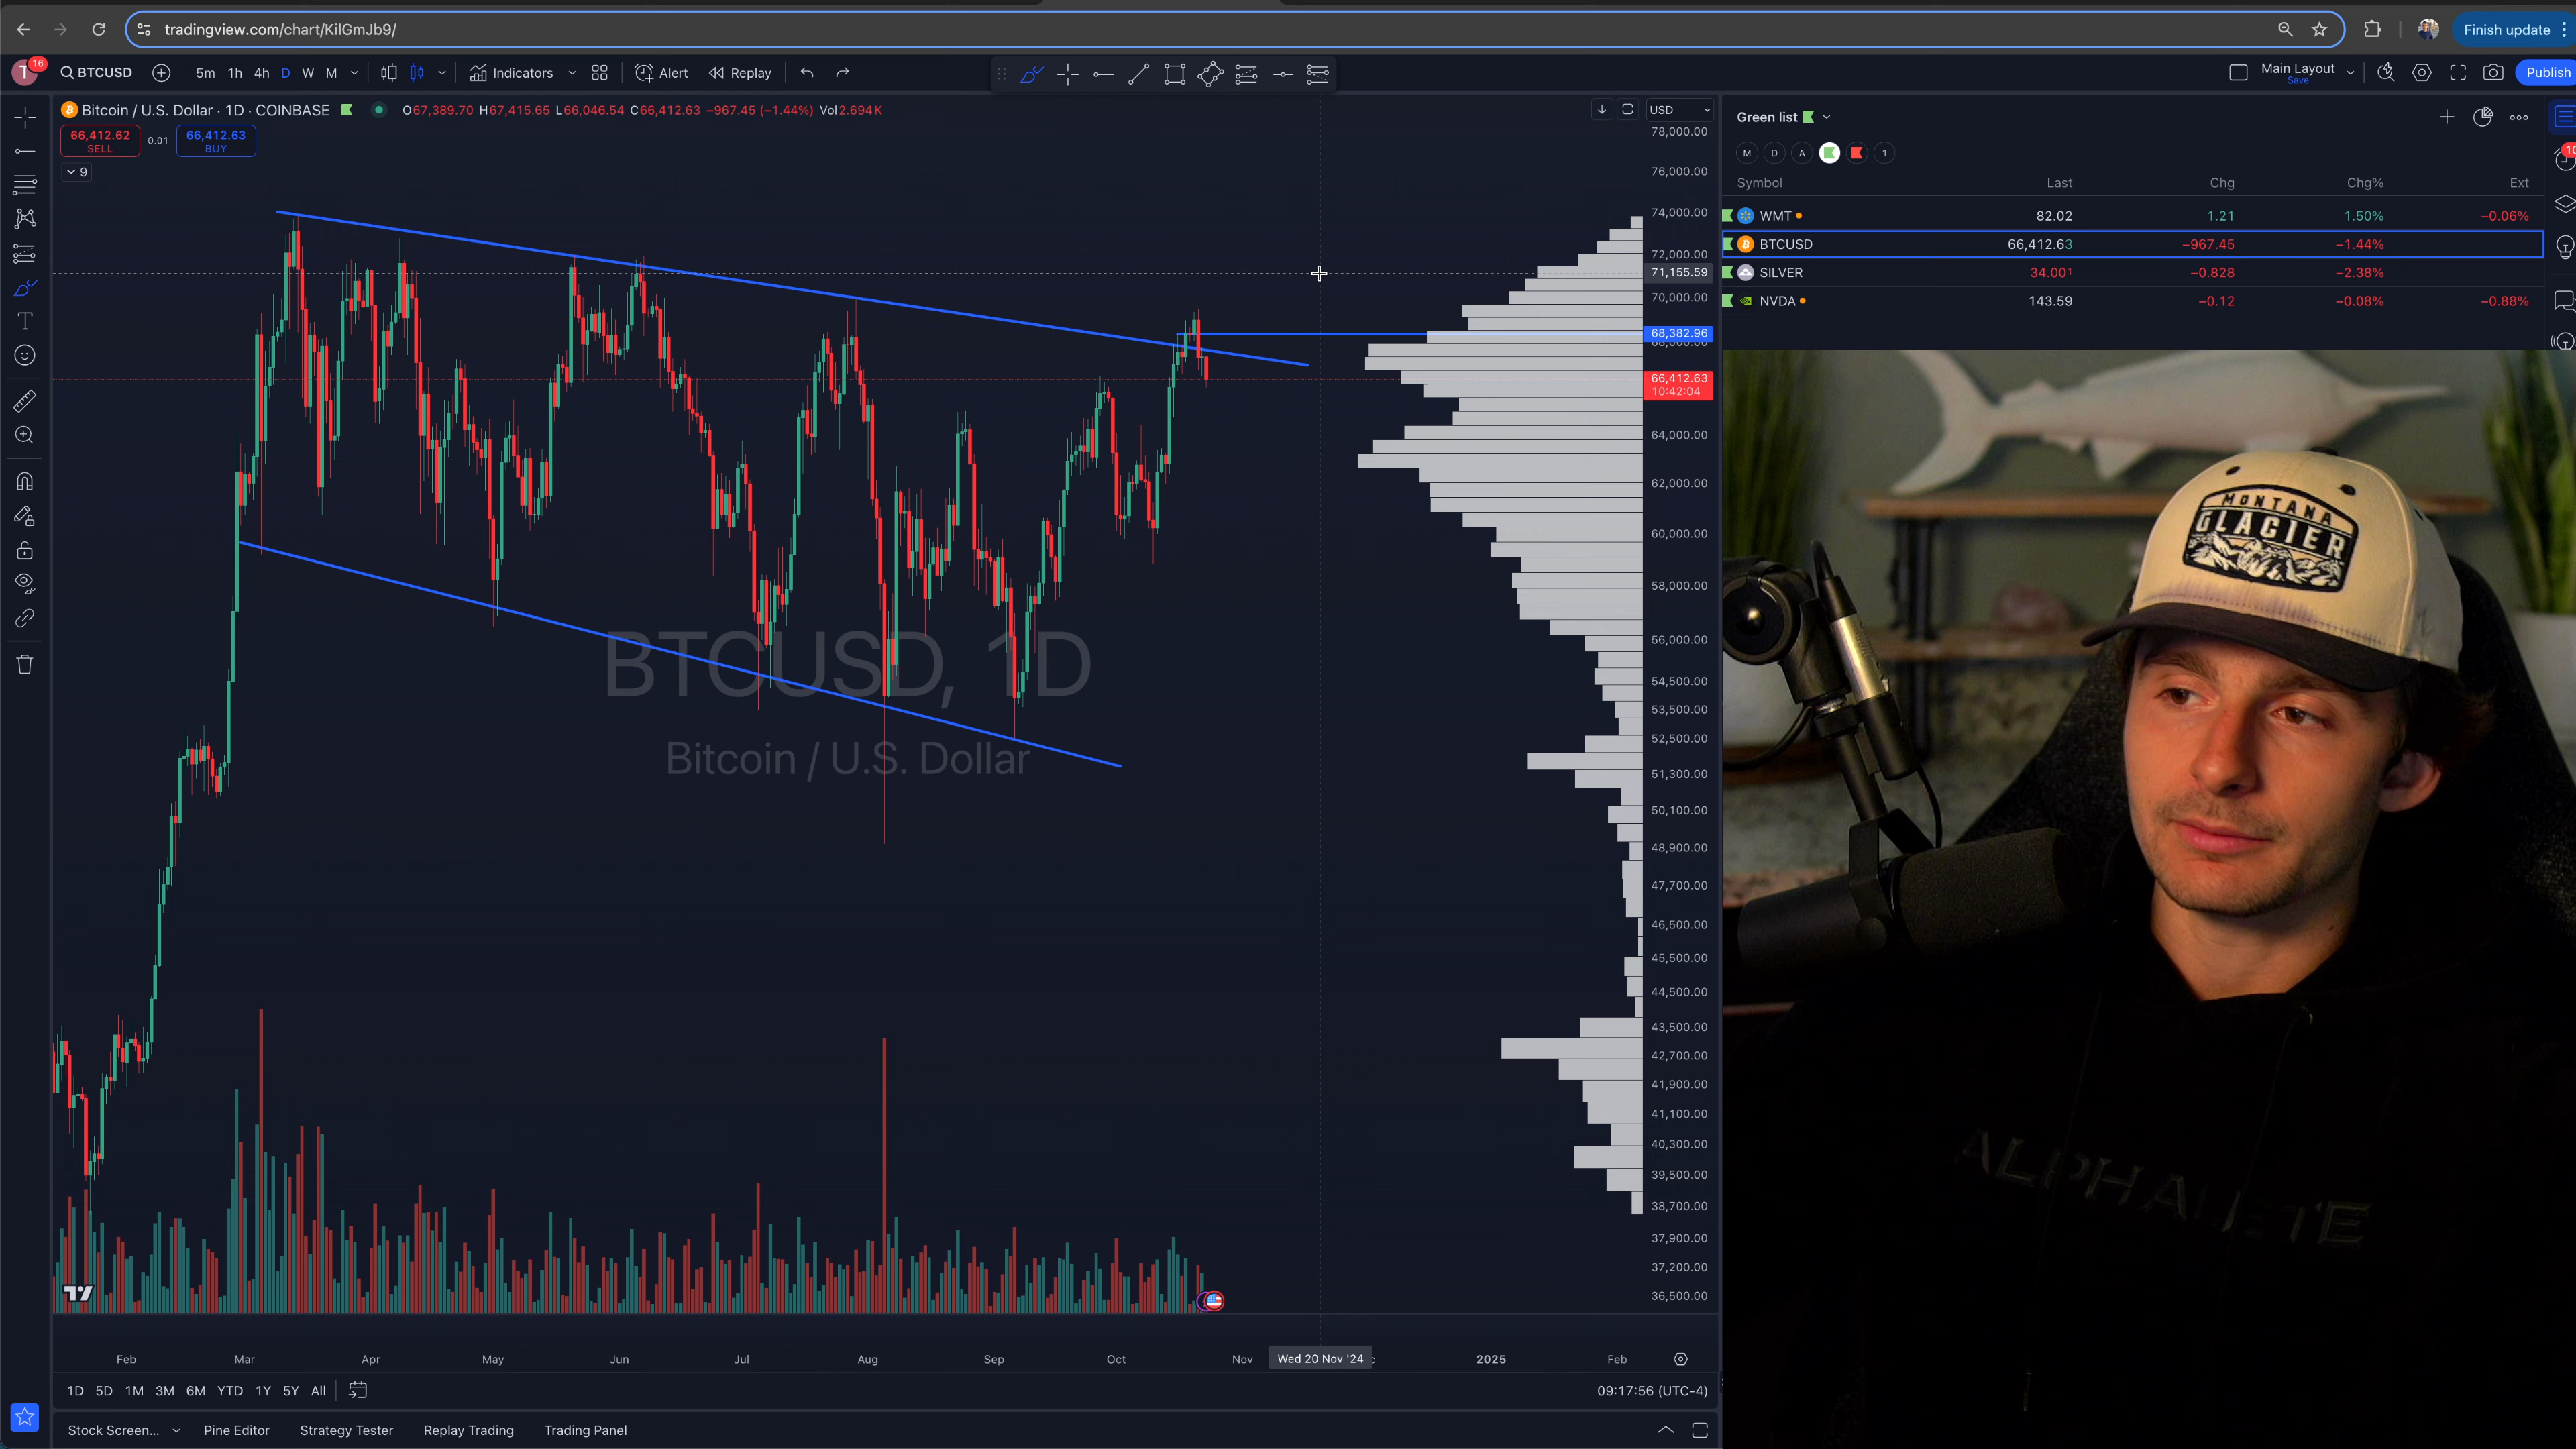 tradingview.com/chart/KilGmJb9/
Finish update
T 16 BTCUSD 5m 1h 4h D W M Indicators Alert Replay Main Layout Save Publish
Bitcoin / U.S. Dollar · 1D · COINBASE O67,389.70 H67,415.65 L66,046.54 C66,412.63 −967.45 (−1.44%) Vol2.694K
66,412.62 SELL 0.01 66,412.63 BUY
9
USD
78,000.00
76,000.00
74,000.00
72,000.00
71,155.59
70,000.00
68,382.96
68,000.00
66,412.63
10:42:04
64,000.00
62,000.00
60,000.00
58,000.00
56,000.00
54,500.00
53,500.00
52,500.00
51,300.00
50,100.00
48,900.00
47,700.00
46,500.00
45,500.00
44,500.00
43,500.00
42,700.00
41,900.00
41,100.00
40,300.00
39,500.00
38,700.00
37,900.00
37,200.00
36,500.00
BTCUSD, 1D
Bitcoin / U.S. Dollar
Feb Mar Apr May Jun Jul Aug Sep Oct Nov Wed 20 Nov '24 2025 Feb
1D 5D 1M 3M 6M YTD 1Y 5Y All 09:17:56 (UTC-4)
Stock Screen... Pine Editor Strategy Tester Replay Trading Trading Panel
Green list
M D A 1
Symbol Last Chg Chg% Ext
WMT 82.02 1.21 1.50% −0.06%
BTCUSD 66,412.63 −967.45 −1.44%
SILVER 34.001 −0.828 −2.38%
NVDA 143.59 −0.12 −0.08% −0.88%
MONTANA
GLACIER